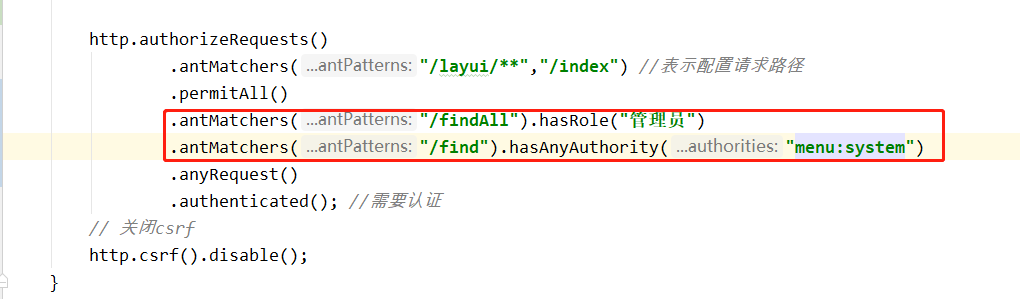 http.authorizeRequests()
.antMatchers( ...antPatterns: "/layui/**","/index") //表示配置请求路径
.permitAll()
.antMatchers( ...antPatterns: "/findAll").hasRole("管理员")
.antMatchers( ...antPatterns: "/find").hasAnyAuthority( ...authorities: "menu:system")
.anyRequest()
.authenticated(); //需要认证
// 关闭csrf
http.csrf().disable();
}